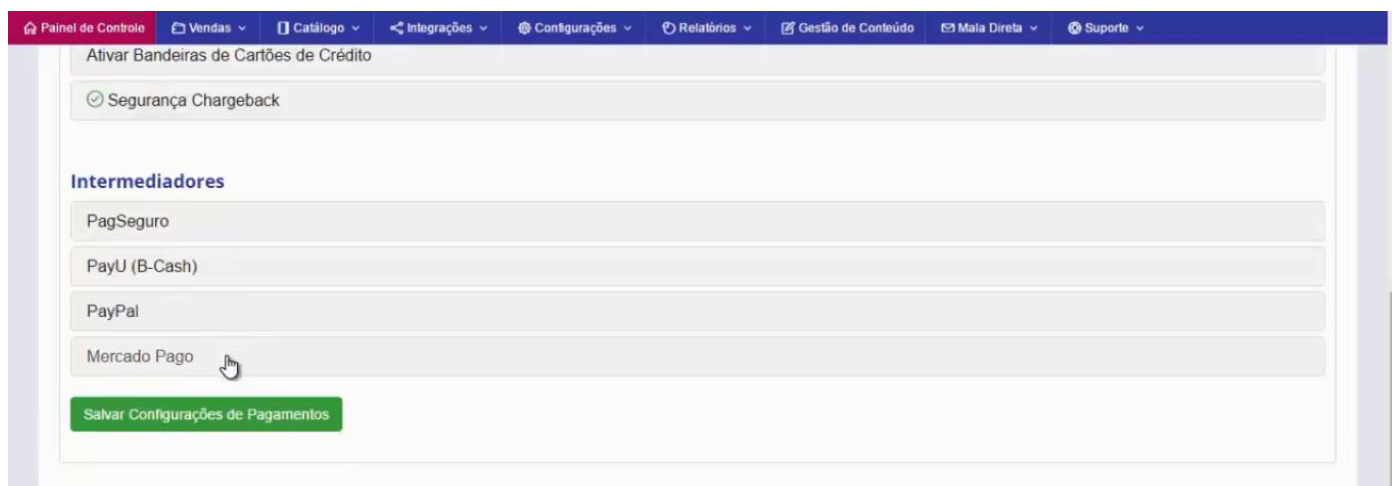 Painel de Controle Vendas Catálogo Integrações Configurações Relatórios Gestão de Conteúdo Mala Direta Suporte
Ativar Bandeiras de Cartões de Crédito
Segurança Chargeback
Intermediadores
PagSeguro
PayU (B-Cash)
PayPal
Mercado Pago
Salvar Configurações de Pagamentos